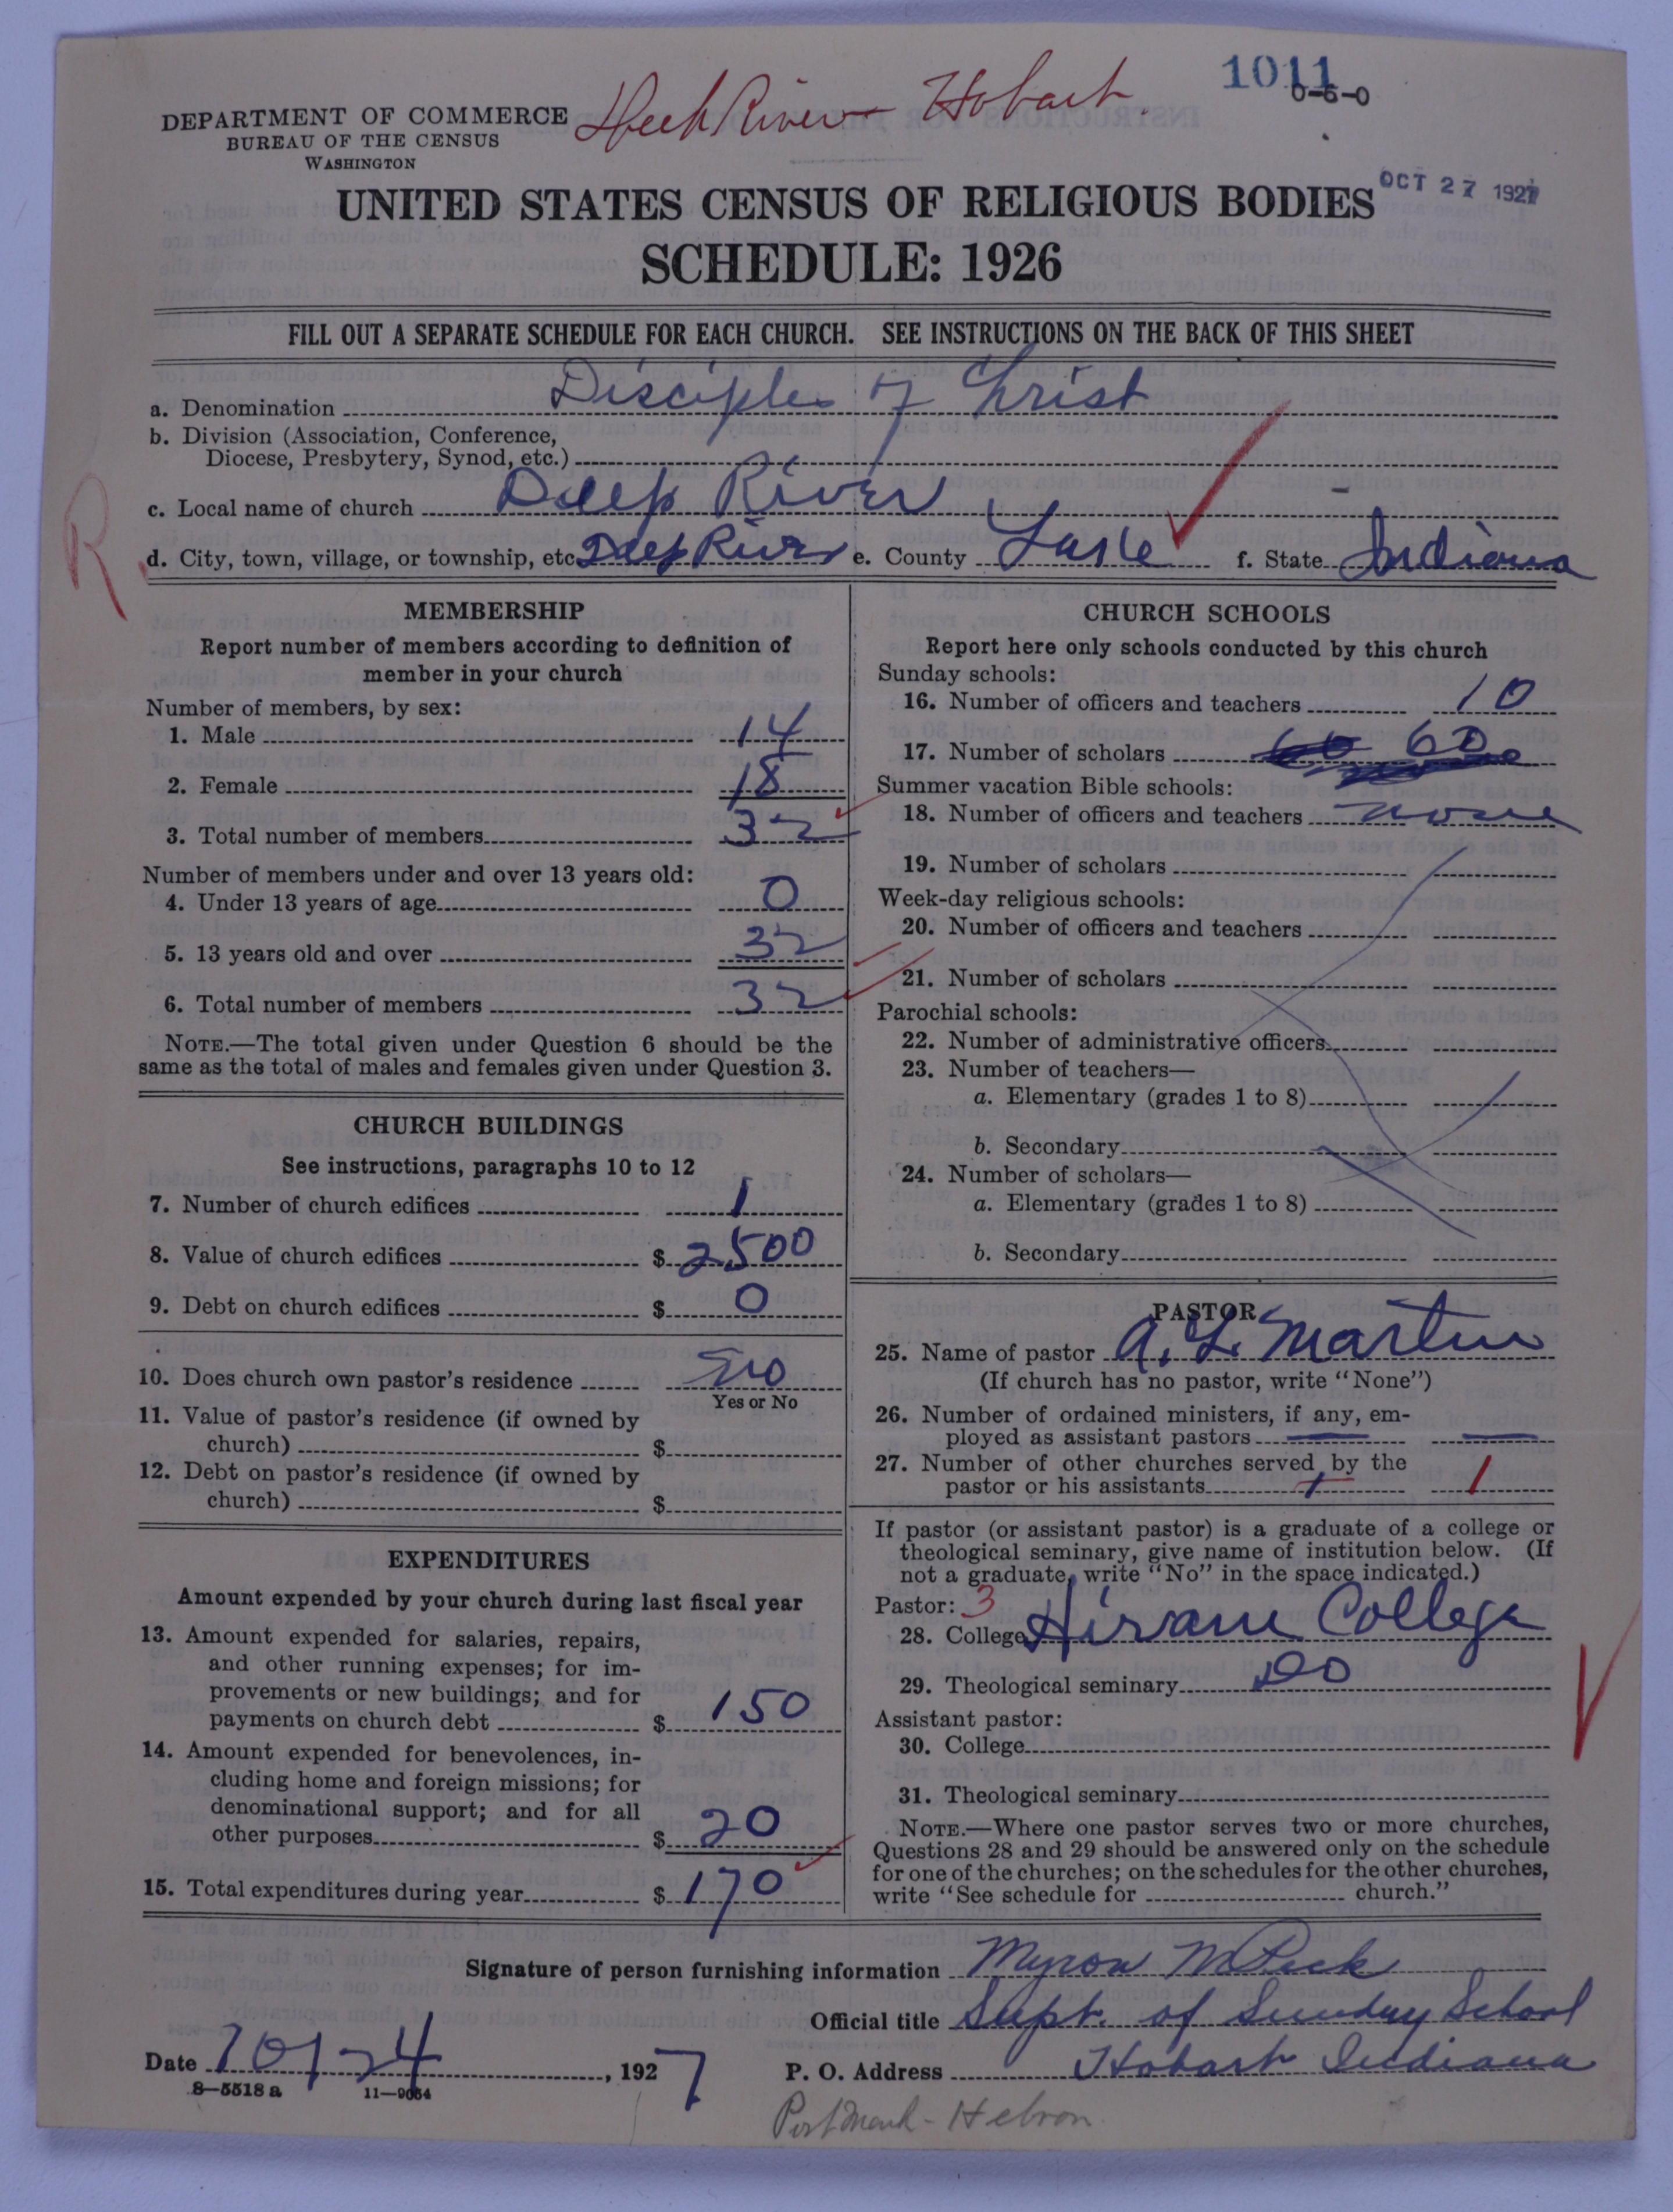 1011
0-6-0
DEPARTMENT OF COMMERCE
BUREAU OF THE CENSUS
WASHINGTON
River Hobart
OCT 27 1927
UNITED STATES CENSUS OF RELIGIOUS BODIES
SCHEDULE: 1926
FILL OUT A SEPARATE SCHEDULE FOR EACH CHURCH. SEE INSTRUCTIONS ON THE BACK OF THIS SHEET
a. Denomination Disciples of Christ
b. Division (Association, Conference,
Diocese, Presbytery, Synod, etc.)
c. Local name of church Deep River
R
d. City, town, village, or township, etc. Deep River e. County Lake f. State Indiana
MEMBERSHIP
Report number of members according to definition of
member in your church
Number of members, by sex:
1. Male 14
2. Female 18
3. Total number of members 32
Number of members under and over 13 years old:
4. Under 13 years of age 0
5. 13 years old and over 32
6. Total number of members 32
NOTE.—The total given under Question 6 should be the
same as the total of males and females given under Question 3.
CHURCH BUILDINGS
See instructions, paragraphs 10 to 12
7. Number of church edifices 1
8. Value of church edifices $ 2500
9. Debt on church edifices $ 0
10. Does church own pastor's residence No
Yes or No
11. Value of pastor's residence (if owned by
church) $
12. Debt on pastor's residence (if owned by
church) $
EXPENDITURES
Amount expended by your church during last fiscal year
13. Amount expended for salaries, repairs,
and other running expenses; for im-
provements or new buildings; and for
payments on church debt $ 150
14. Amount expended for benevolences, in-
cluding home and foreign missions; for
denominational support; and for all
other purposes $ 20
15. Total expenditures during year $ 170
CHURCH SCHOOLS
Report here only schools conducted by this church
Sunday schools:
16. Number of officers and teachers 10
17. Number of scholars 60
Summer vacation Bible schools:
18. Number of officers and teachers none
19. Number of scholars
Week-day religious schools:
20. Number of officers and teachers
21. Number of scholars
Parochial schools:
22. Number of administrative officers
23. Number of teachers—
a. Elementary (grades 1 to 8)
b. Secondary
24. Number of scholars—
a. Elementary (grades 1 to 8)
b. Secondary
PASTOR
25. Name of pastor A. L. Martin
(If church has no pastor, write "None")
26. Number of ordained ministers, if any, em-
ployed as assistant pastors — —
27. Number of other churches served by the
pastor or his assistants 1 1
If pastor (or assistant pastor) is a graduate of a college or
theological seminary, give name of institution below. (If
not a graduate, write "No" in the space indicated.)
Pastor: 3
28. College Hiram College
29. Theological seminary Do
Assistant pastor:
30. College
31. Theological seminary
NOTE.—Where one pastor serves two or more churches,
Questions 28 and 29 should be answered only on the schedule
for one of the churches; on the schedules for the other churches,
write "See schedule for church."
Signature of person furnishing information Myron M Peck
Official title Supt. of Sunday School
Date 10/24, 1927 P. O. Address Hobart Indiana
8—5518 a 11—9054
Postmark - Hebron